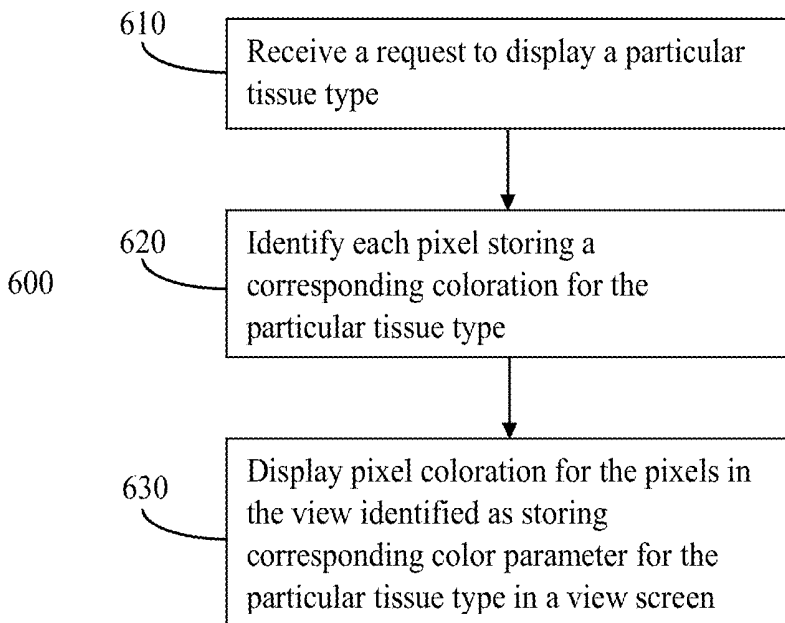 610
Receive a request to display a particular
tissue type
620
Identify each pixel storing a
corresponding coloration for the
particular tissue type
600
630
Display pixel coloration for the pixels in
the view identified as storing
corresponding color parameter for the
particular tissue type in a view screen